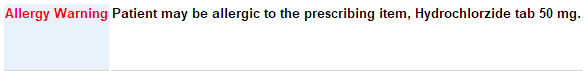 Allergy Warning Patient may be allergic to the prescribing item, Hydrochlorzide tab 50 mg.